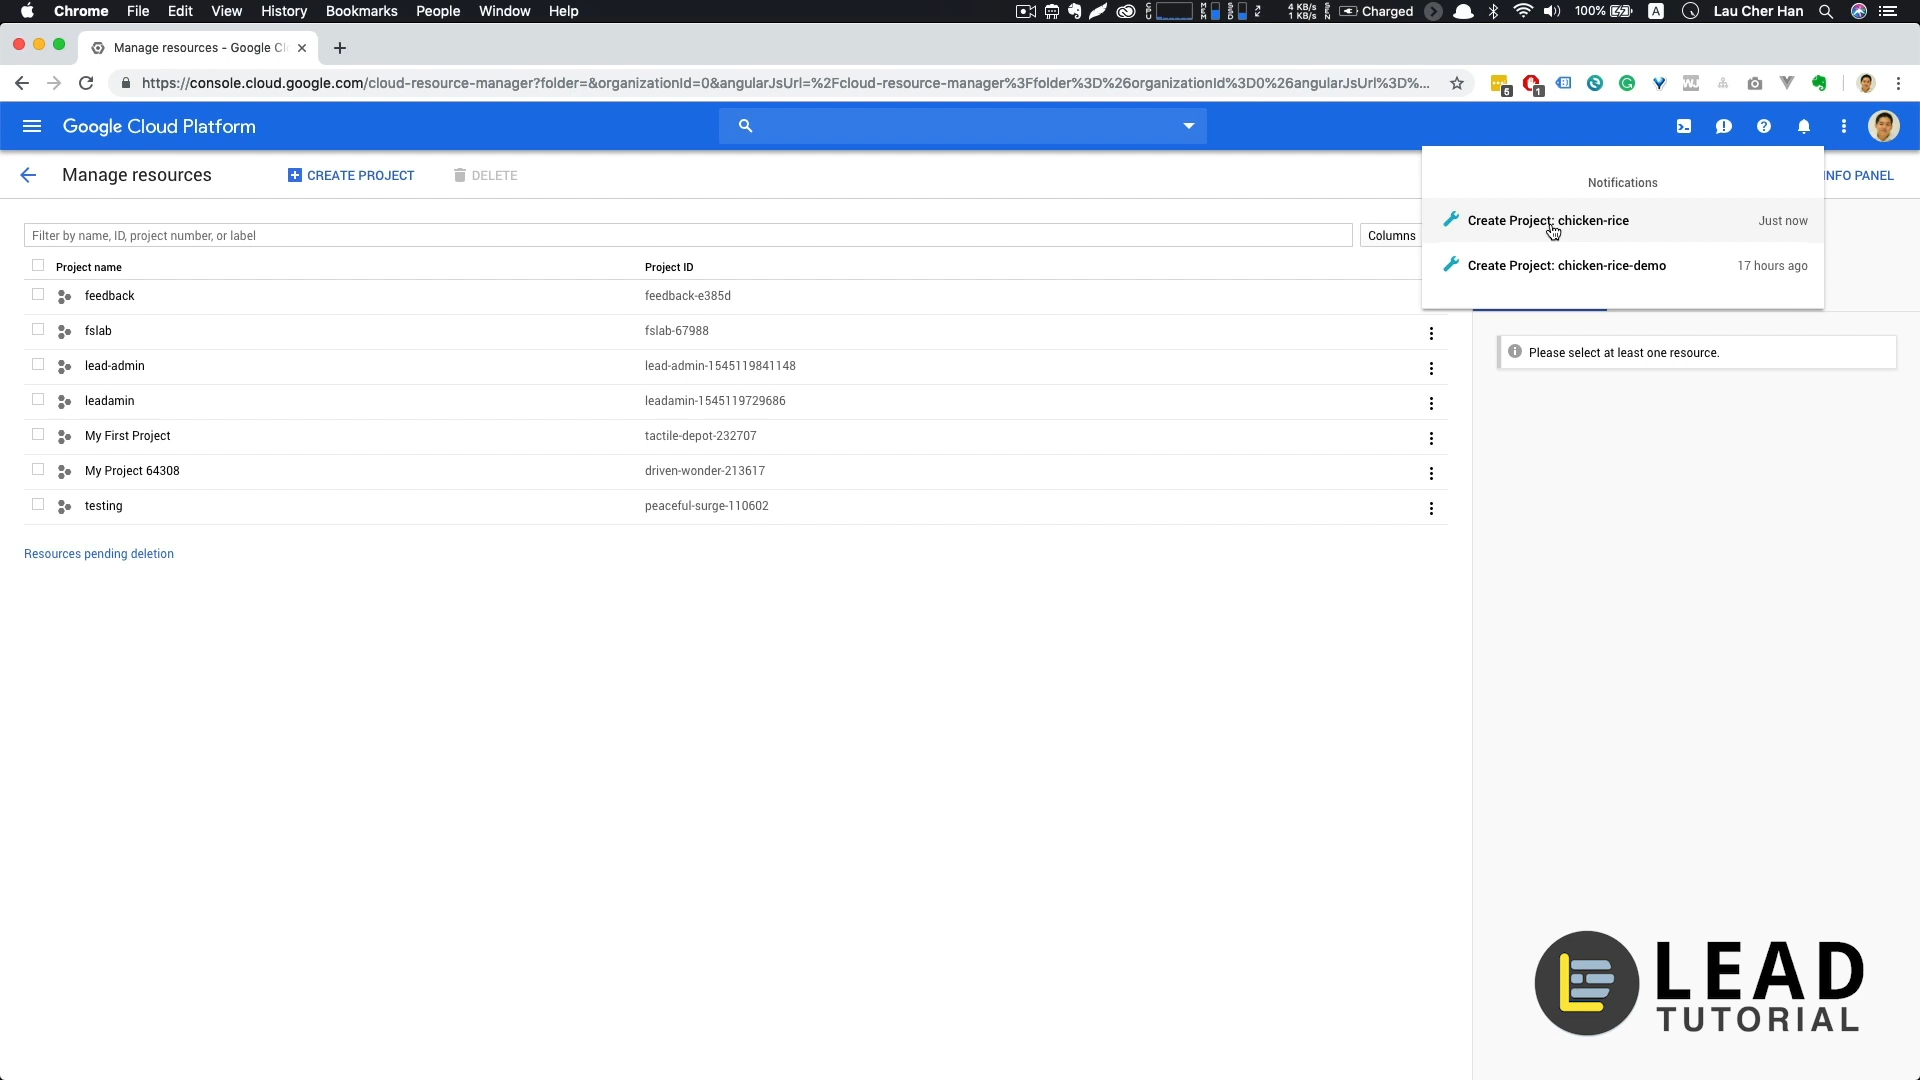 Chrome File Edit View History Bookmarks People Window Help
4 KB/s
1 KB/s
Charged 100% A Lau Cher Han
Manage resources - Google Cl
https://console.cloud.google.com/cloud-resource-manager?folder=&organizationId=0&angularJsUrl=%2Fcloud-resource-manager%3Ffolder%3D%26organizationId%3D0%26angularJsUrl%3D%...
6 1
Google Cloud Platform
Manage resources CREATE PROJECT DELETE
INFO PANEL
Notifications
Create Project: chicken-rice Just now
Create Project: chicken-rice-demo 17 hours ago
Filter by name, ID, project number, or label Columns
Project name Project ID
feedback feedback-e385d
fslab fslab-67988
lead-admin lead-admin-1545119841148
leadamin leadamin-1545119729686
My First Project tactile-depot-232707
My Project 64308 driven-wonder-213617
testing peaceful-surge-110602
Please select at least one resource.
Resources pending deletion
LEAD
TUTORIAL